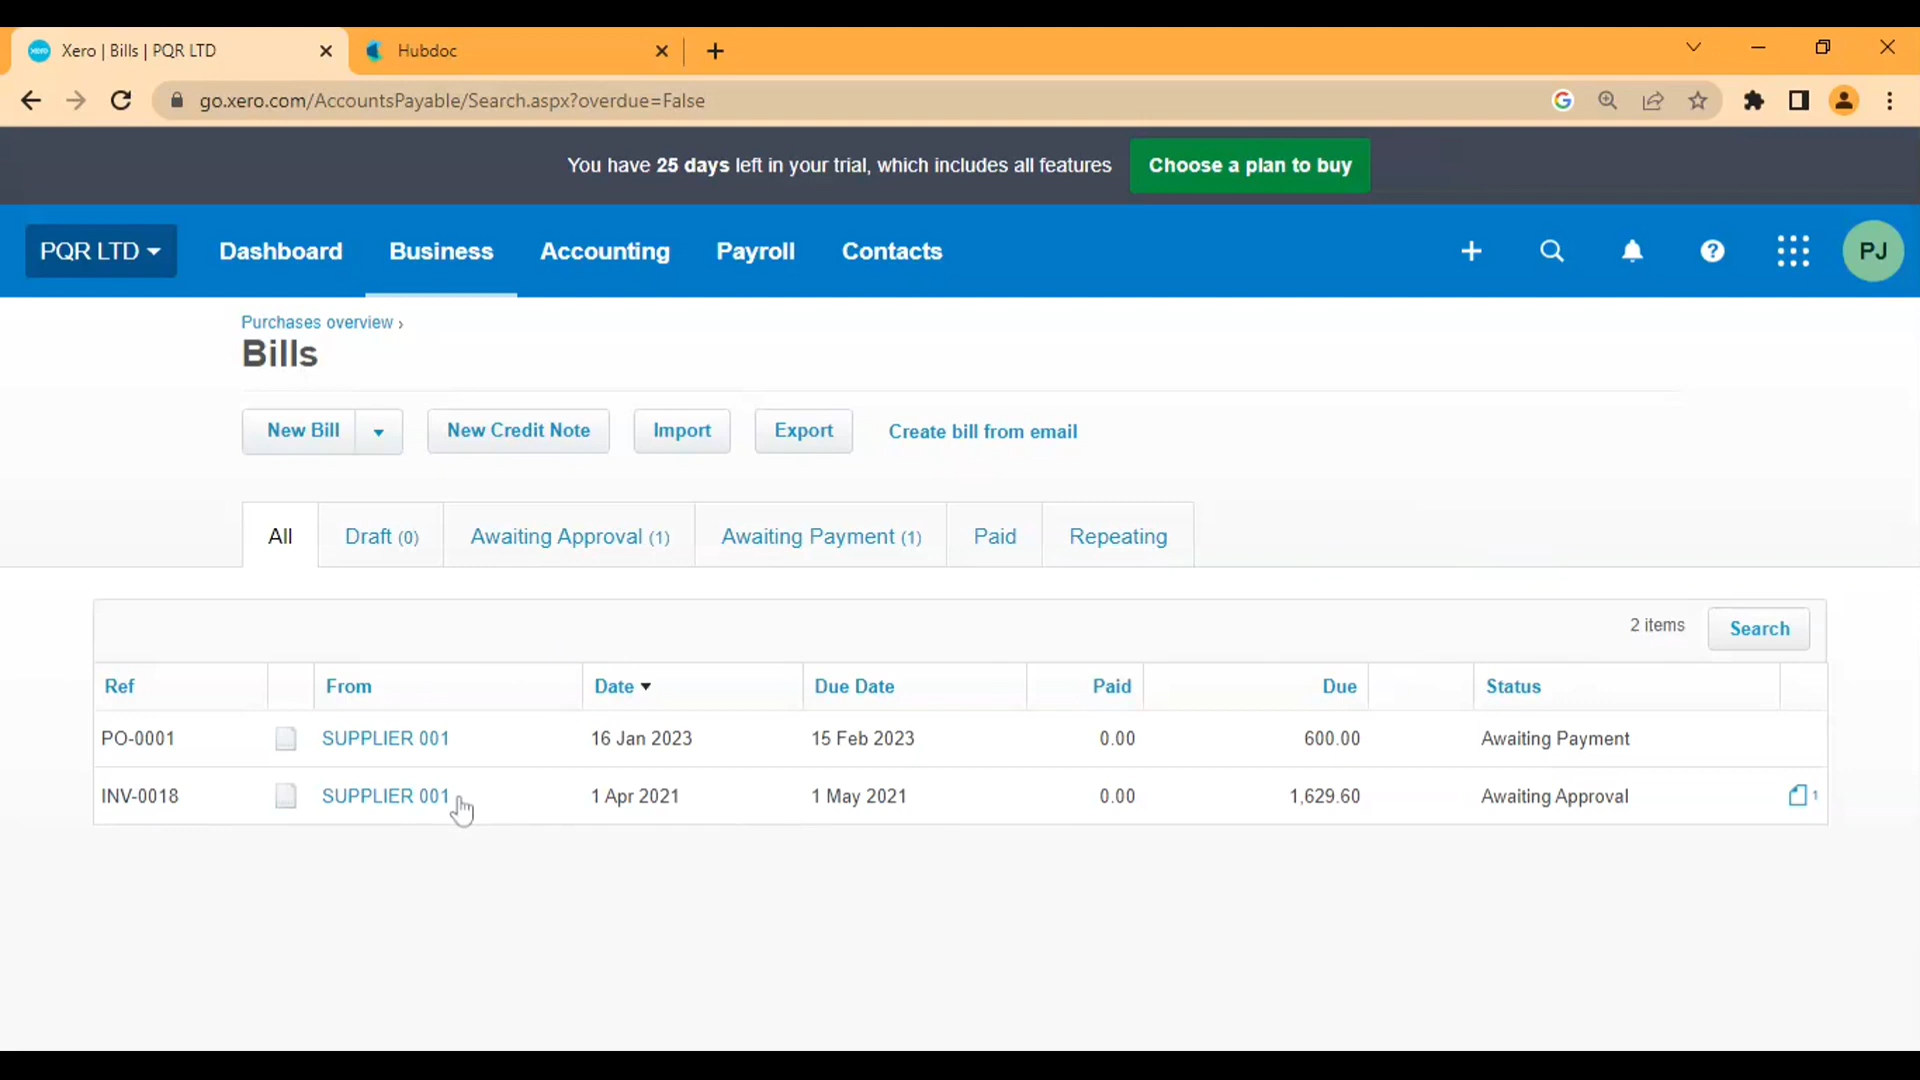 Xero | Bills | PQR LTD
Hubdoc
go.xero.com/AccountsPayable/Search.aspx?overdue=False
You have 25 days left in your trial, which includes all features
Choose a plan to buy
PQR LTD Dashboard Business Accounting Payroll Contacts PJ
Purchases overview ›
Bills
New Bill New Credit Note Import Export Create bill from email
All Draft (0) Awaiting Approval (1) Awaiting Payment (1) Paid Repeating
2 items Search
Ref From Date Due Date Paid Due Status
PO-0001 SUPPLIER 001 16 Jan 2023 15 Feb 2023 0.00 600.00 Awaiting Payment
INV-0018 SUPPLIER 001 1 Apr 2021 1 May 2021 0.00 1,629.60 Awaiting Approval 1